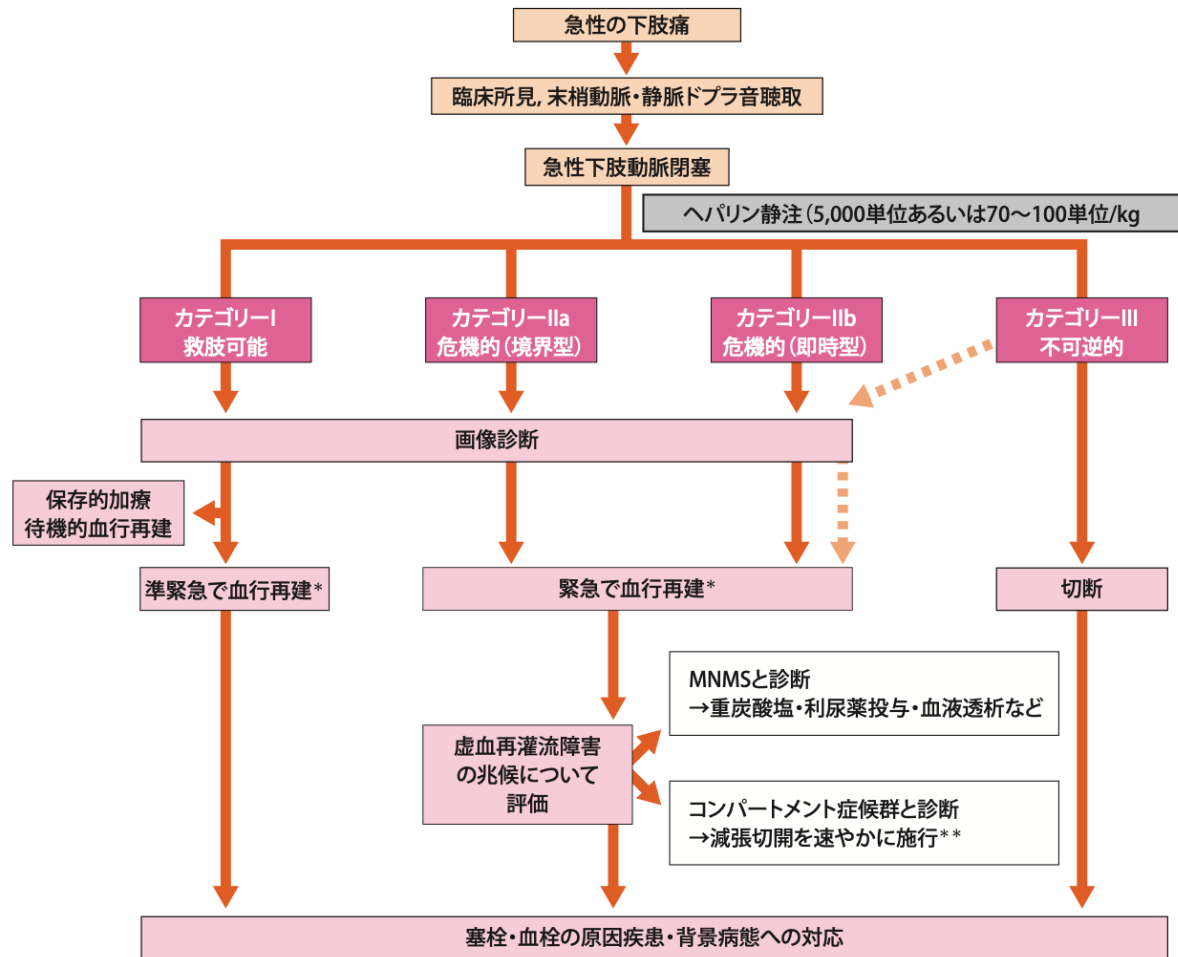 急性の下肢痛
臨床所見, 末梢動脈・静脈ドプラ音聴取
急性下肢動脈閉塞
ヘパリン静注（5,000単位あるいは70〜100単位/kg
カテゴリーI
救肢可能
カテゴリーIIa
危機的（境界型）
カテゴリーIIb
危機的（即時型）
カテゴリーIII
不可逆的
画像診断
保存的加療
待機的血行再建
準緊急で血行再建*
緊急で血行再建*
切断
MNMSと診断
→重炭酸塩・利尿薬投与・血液透析など
虚血再灌流障害
の兆候について
評価
コンパートメント症候群と診断
→減張切開を速やかに施行**
塞栓・血栓の原因疾患・背景病態への対応